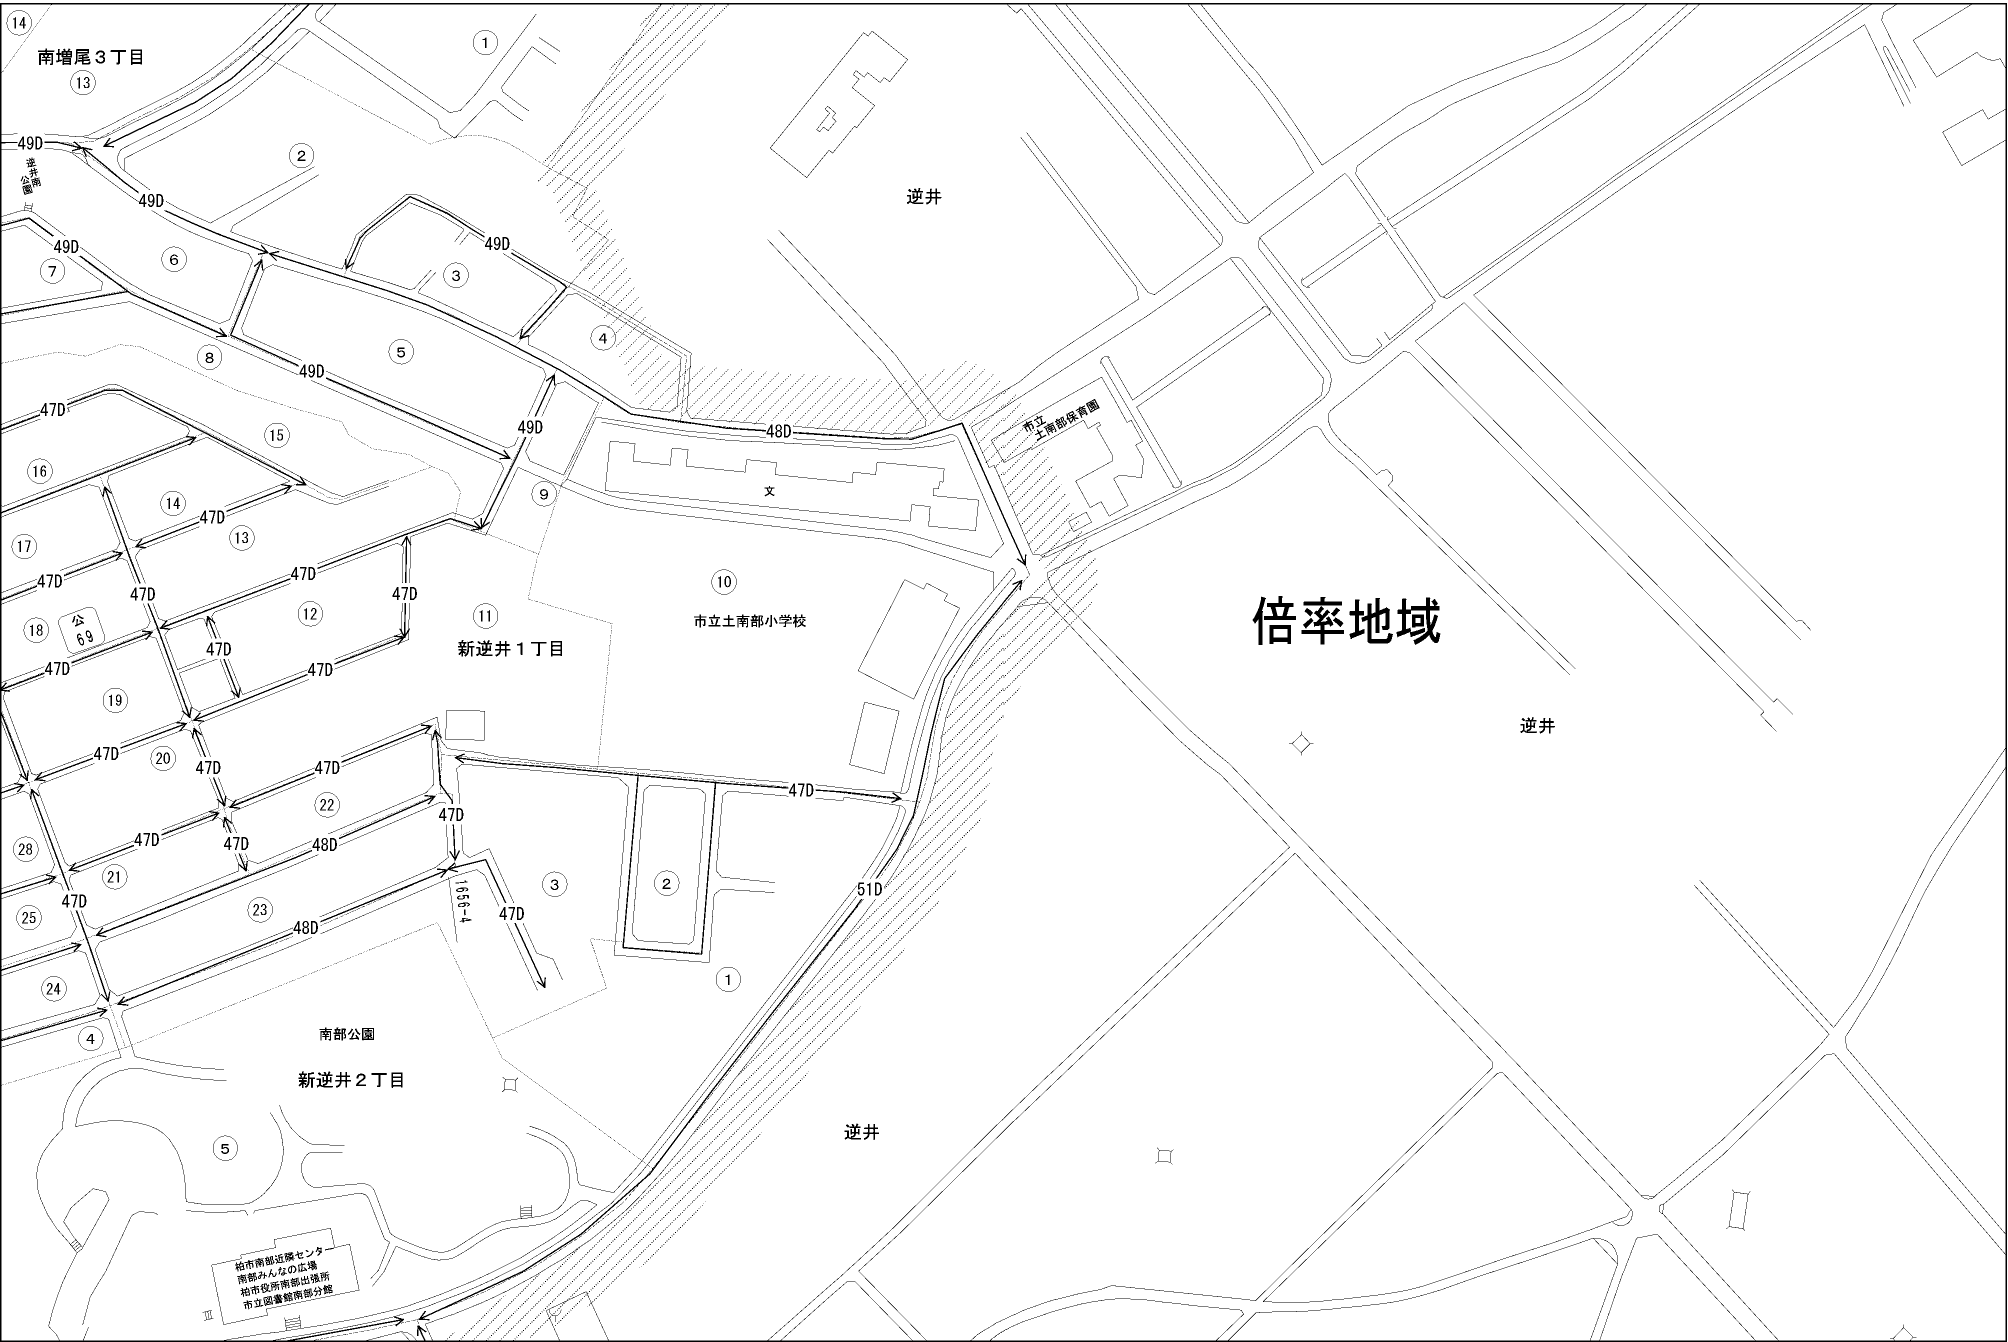 14
南増尾3丁目
13
1
49D
逆井南
公園
2
49D
逆井
49D
49D
6
7
3
4
5
8
49D
47D
49D
48D
市立
土南部保育園
15
16
文
9
14
47D
13
17
47D
47D
47D
10
47D
倍率地域
公
69
12
11
18
市立土南部小学校
47D
新逆井1丁目
47D
47D
19
逆井
47D
20
47D
47D
47D
22
47D
47D
47D
48D
28
21
3
2
51D
47D
1656-4
23
47D
25
48D
1
24
4
南部公園
新逆井2丁目
逆井
5
柏市南部近隣センタ
南部みんなの広場
柏市役所南部出張所
市立図書館南部分館